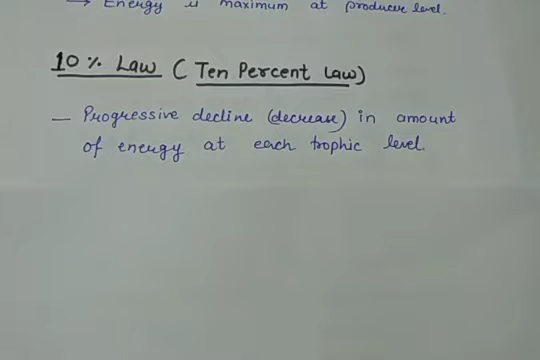 → Energy is maximum at producer level.
10% Law (Ten Percent Law)
— Progressive decline (decrease) in amount
of energy at each trophic level.